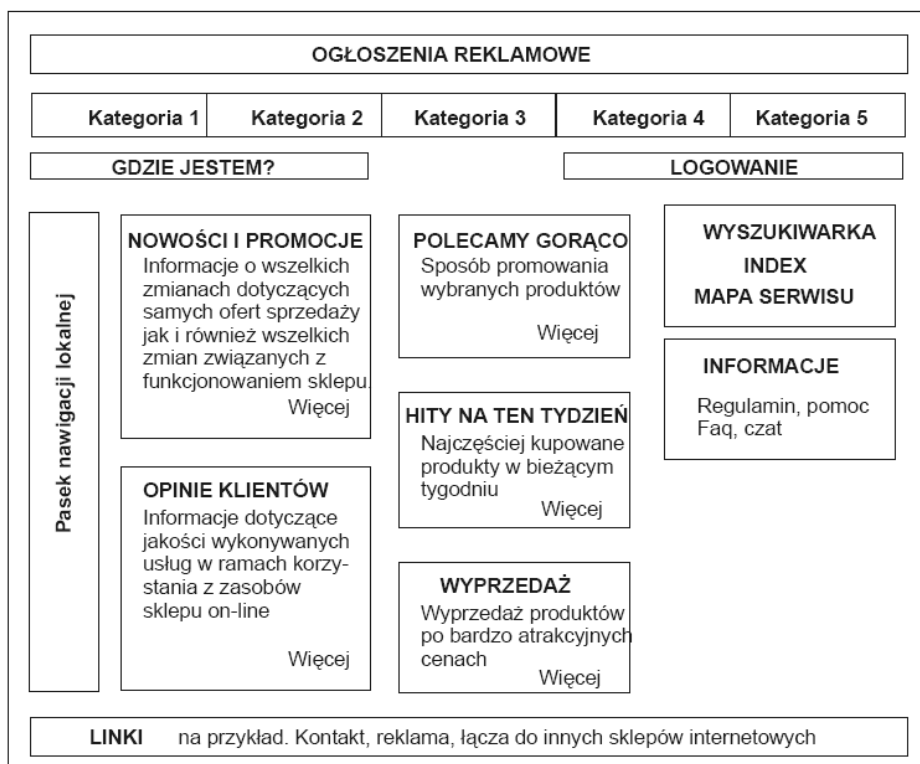 OGŁOSZENIA REKLAMOWE
Kategoria 1 Kategoria 2 Kategoria 3 Kategoria 4 Kategoria 5
GDZIE JESTEM?
LOGOWANIE
Pasek nawigacji lokalnej
NOWOŚCI I PROMOCJE
Informacje o wszelkich
zmianach dotyczących
samych ofert sprzedaży
jak i również wszelkich
zmian związanych z
funkcjonowaniem sklepu.
Więcej
OPINIE KLIENTÓW
Informacje dotyczące
jakości wykonywanych
usług w ramach korzy-
stania z zasobów
sklepu on-line
Więcej
POLECAMY GORĄCO
Sposób promowania
wybranych produktów
Więcej
HITY NA TEN TYDZIEŃ
Najczęściej kupowane
produkty w bieżącym
tygodniu
Więcej
WYPRZEDAŻ
Wyprzedaż produktów
po bardzo atrakcyjnych
cenach
Więcej
WYSZUKIWARKA
INDEX
MAPA SERWISU
INFORMACJE
Regulamin, pomoc
Faq, czat
LINKI na przykład. Kontakt, reklama, łącza do innych sklepów internetowych